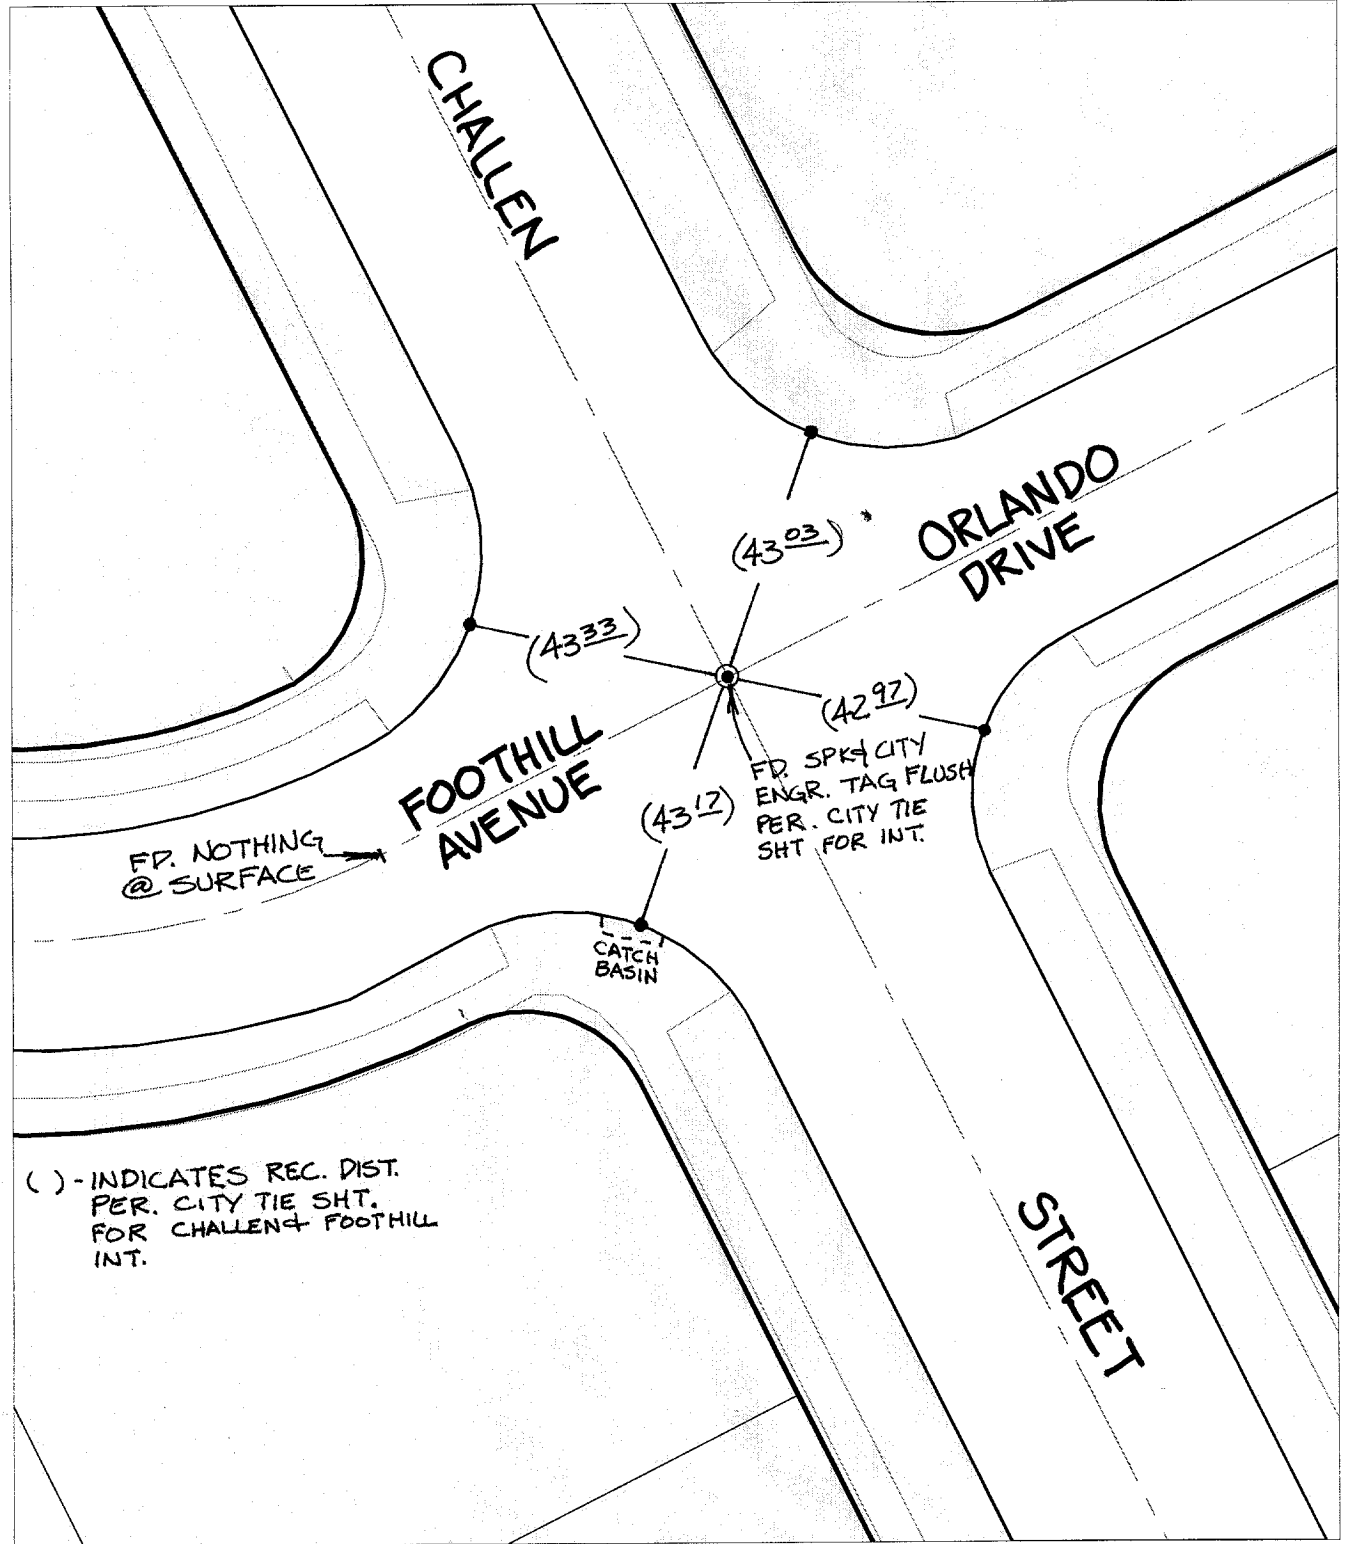 CHALLEN
ORLANDO
DRIVE
(43 03)
(43 33)
(42 97)
(43 17)
FOOTHILL
AVENUE
FD. SPK & CITY
ENGR. TAG FLUSH
PER. CITY TIE
SHT FOR INT.
FD. NOTHING
@ SURFACE
CATCH
BASIN
( ) - INDICATES REC. DIST.
PER. CITY TIE SHT.
FOR CHALLEN & FOOTHILL
INT.
STREET